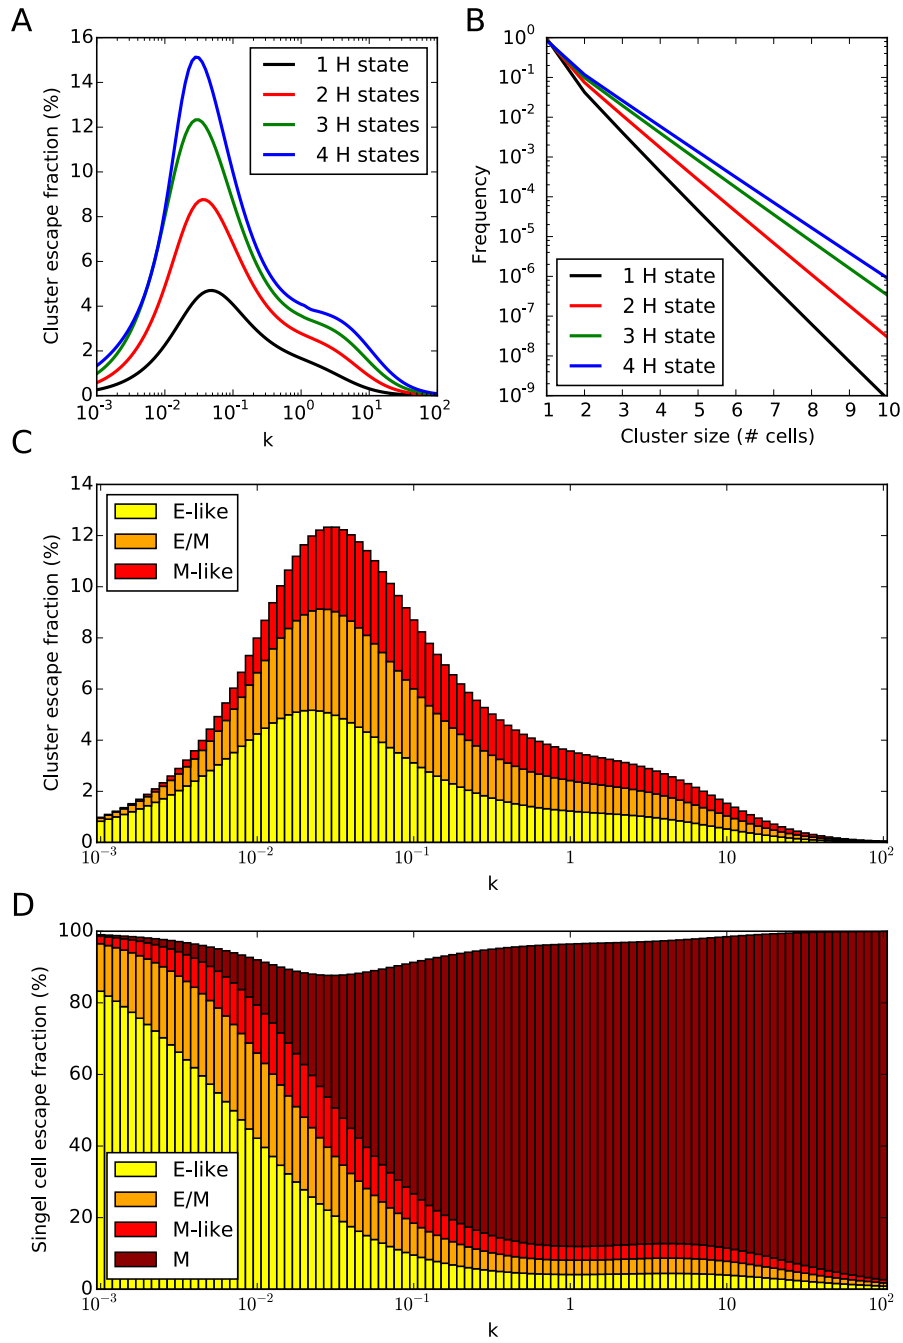 A
Cluster escape fraction (%)
16
14
12
10
8
6
4
2
0
1 H state
2 H states
3 H states
4 H states
10^-3 10^-2 10^-1 10^0 10^1 10^2
k
B
Frequency
10^0
10^-1
10^-2
10^-3
10^-4
10^-5
10^-6
10^-7
10^-8
10^-9
1 H state
2 H state
3 H state
4 H state
1 2 3 4 5 6 7 8 9 10
Cluster size (# cells)
C
Cluster escape fraction (%)
14
12
10
8
6
4
2
0
E-like
E/M
M-like
10^-3 10^-2 10^-1 1 10 10^2
k
D
Singel cell escape fraction (%)
100
80
60
40
20
0
E-like
E/M
M-like
M
10^-3 10^-2 10^-1 1 10 10^2
k